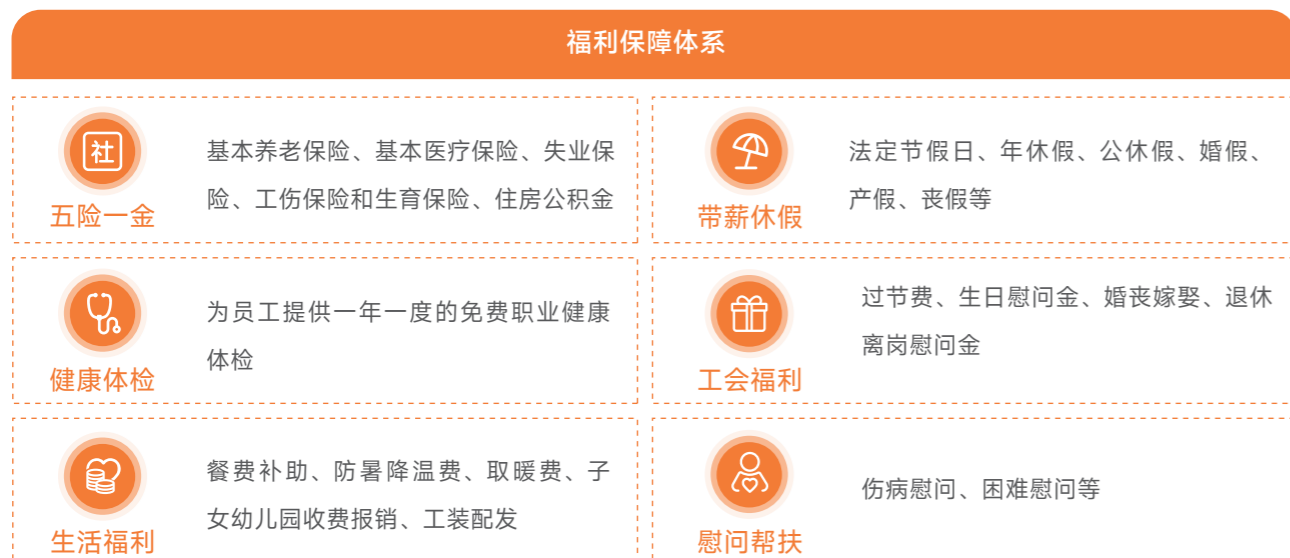 福利保障体系
社
五险一金
基本养老保险、基本医疗保险、失业保
险、工伤保险和生育保险、住房公积金
带薪休假
法定节假日、年休假、公休假、婚假、
产假、丧假等
健康体检
为员工提供一年一度的免费职业健康
体检
工会福利
过节费、生日慰问金、婚丧嫁娶、退休
离岗慰问金
生活福利
餐费补助、防暑降温费、取暖费、子
女幼儿园收费报销、工装配发
慰问帮扶
伤病慰问、困难慰问等